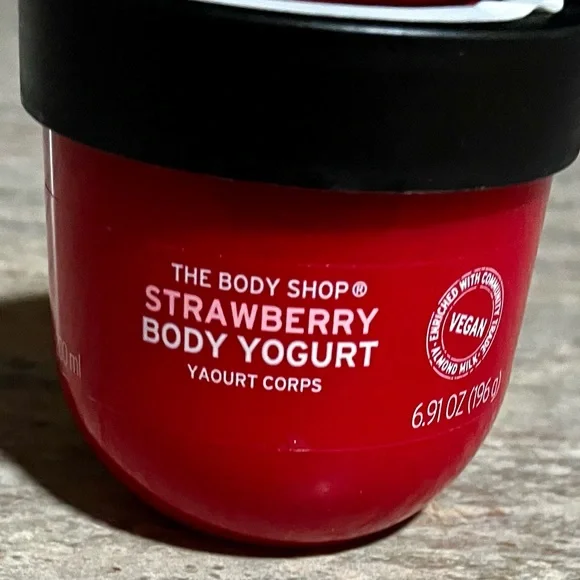 THE BODY SHOP®
STRAWBERRY
BODY YOGURT
YAOURT CORPS
ENRICHED WITH COMMUNITY TRADE
VEGAN
• ALMOND MILK •
6.91 OZ (196 g)
ml